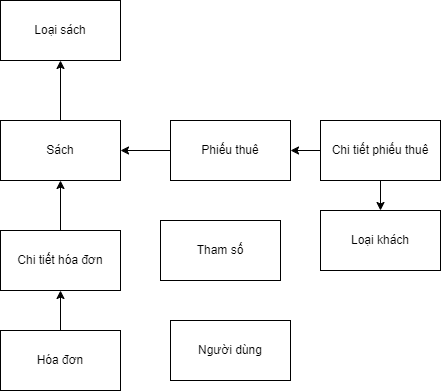 Loại sách
Sách
Phiếu thuê
Chi tiết phiếu thuê
Loại khách
Tham số
Chi tiết hóa đơn
Người dùng
Hóa đơn